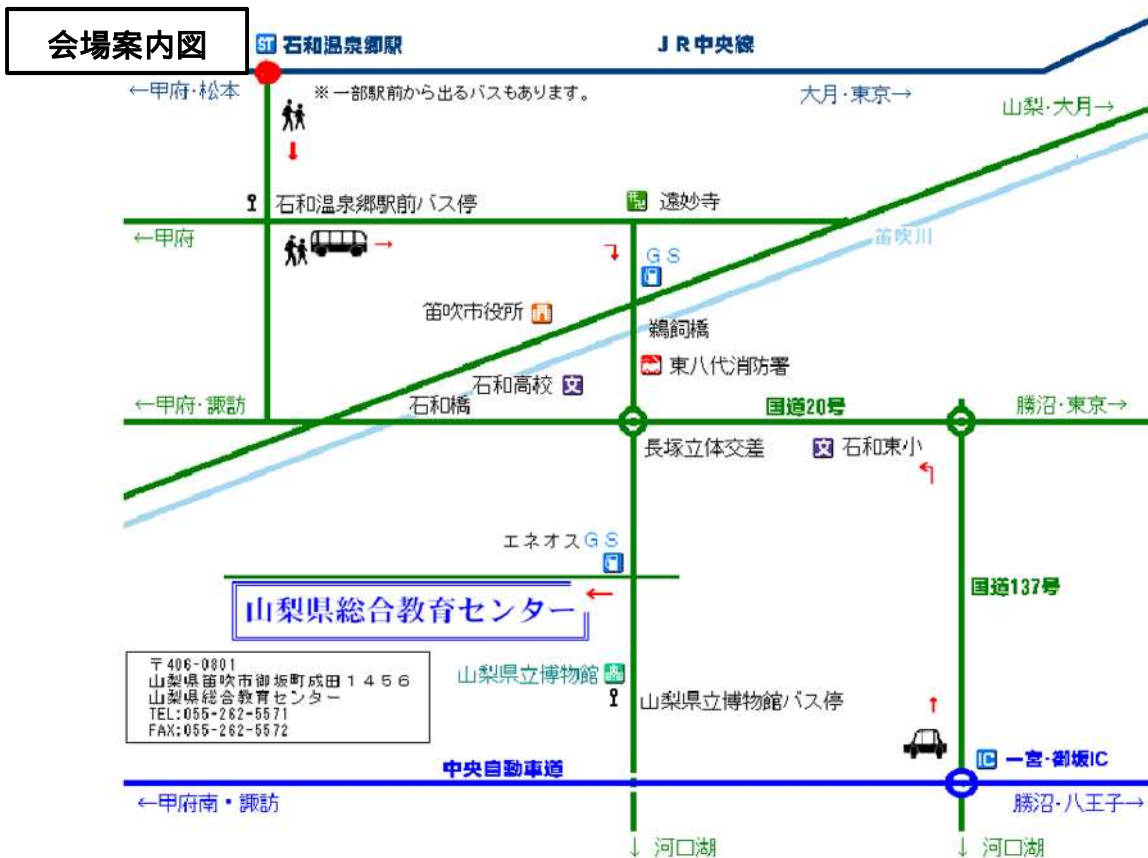 会場案内図
ST 石和温泉郷駅
JR中央線
←甲府・松本
※一部駅前から出るバスもあります。
大月・東京→
山梨・大月→
石和温泉郷駅前バス停
遠妙寺
←甲府
GS
笛吹川
笛吹市役所
鵜飼橋
東八代消防署
石和高校 文
←甲府・諏訪
石和橋
国道20号
勝沼・東京→
長塚立体交差
文 石和東小
エネオスGS
国道137号
山梨県総合教育センター
〒406-0801
山梨県笛吹市御坂町成田1456
山梨県総合教育センター
TEL:055-262-5571
FAX:055-262-5572
山梨県立博物館
山梨県立博物館バス停
中央自動車道
IC 一宮・御坂IC
←甲府南・諏訪
勝沼・八王子→
↓ 河口湖
↓ 河口湖